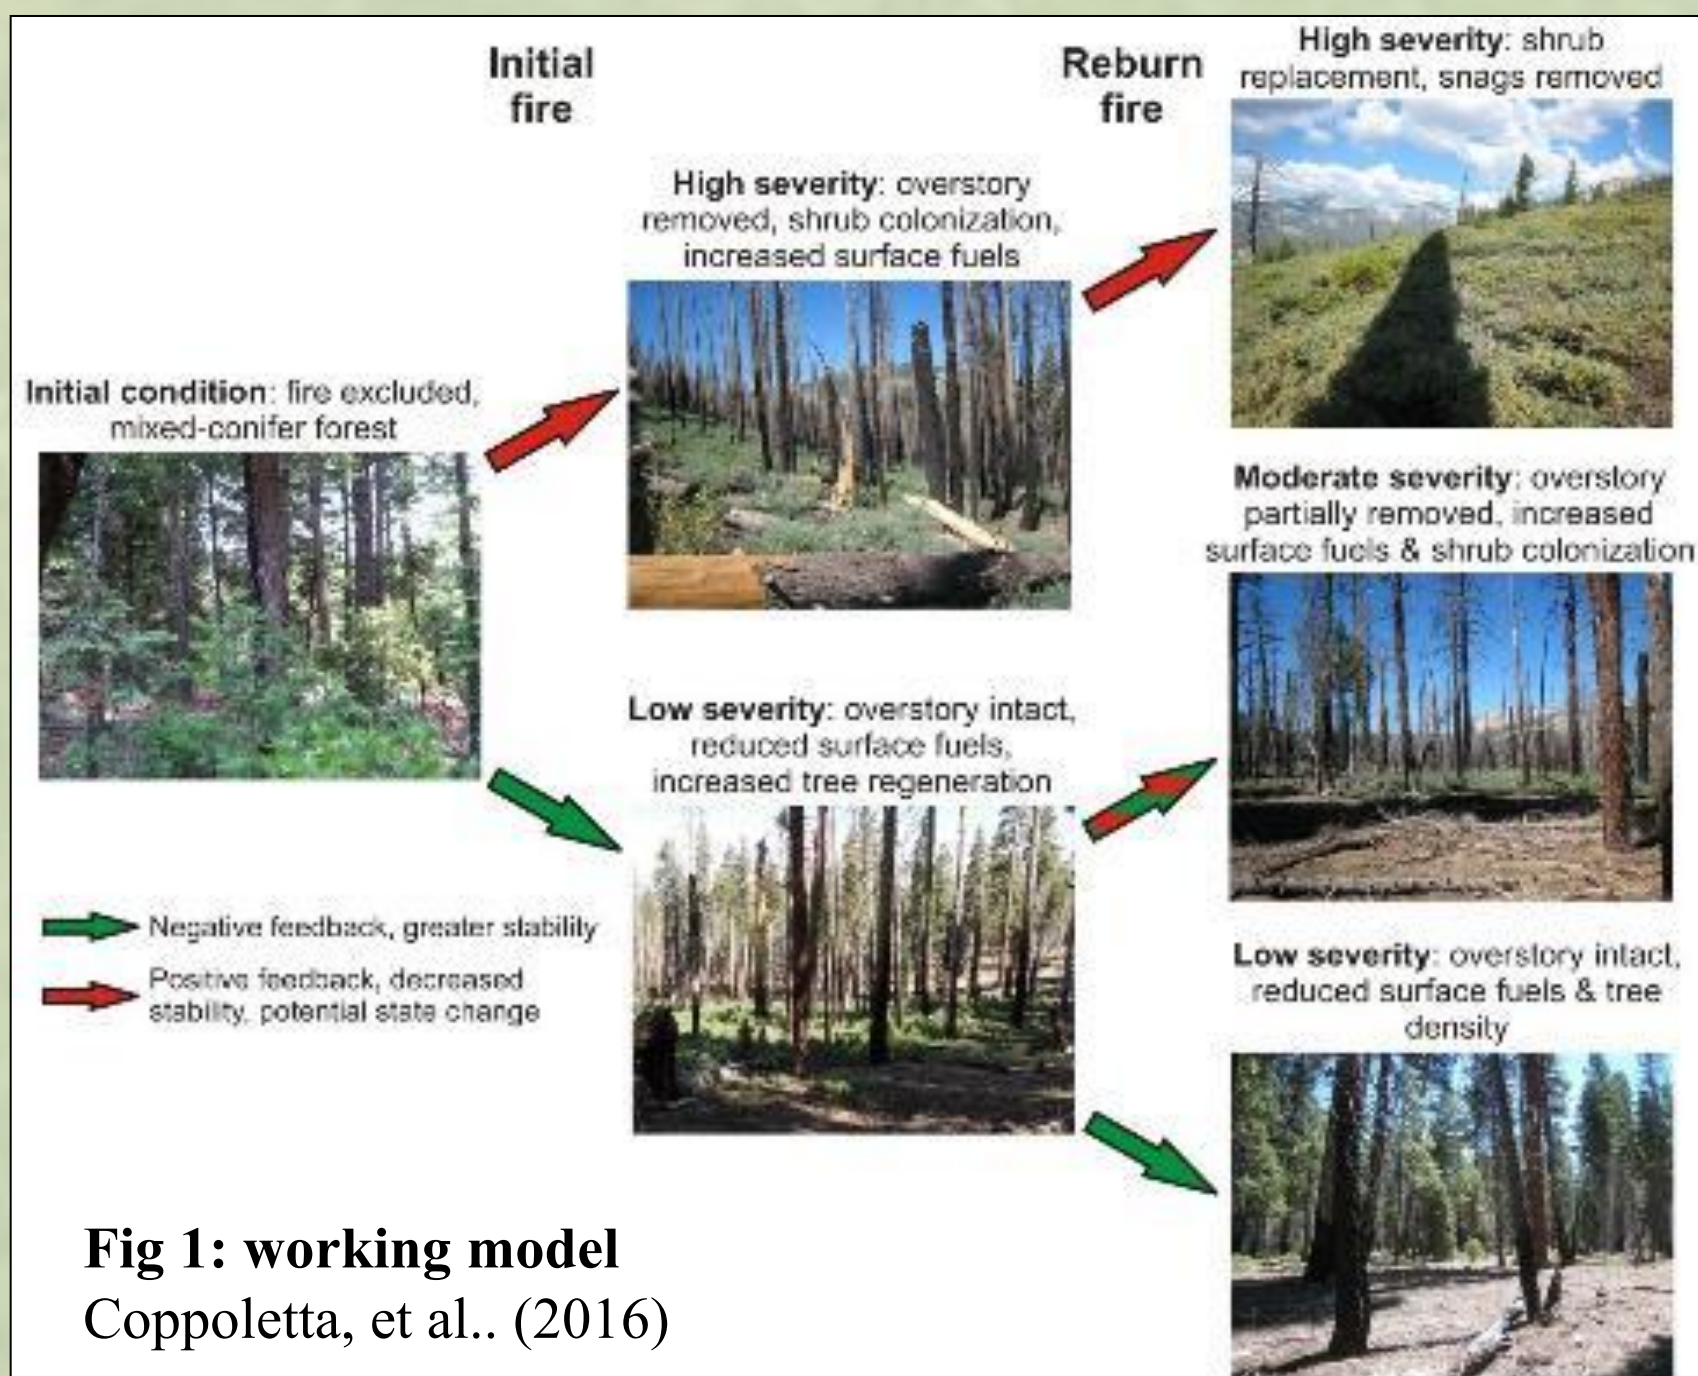 Initial
fire
Reburn
fire
High severity: shrub
replacement, snags removed
High severity: overstory
removed, shrub colonization,
increased surface fuels
Initial condition: fire excluded,
mixed-conifer forest
Moderate severity: overstory
partially removed, increased
surface fuels & shrub colonization
Low severity: overstory intact,
reduced surface fuels,
increased tree regeneration
Negative feedback, greater stability
Positive feedback, decreased
stability, potential state change
Low severity: overstory intact,
reduced surface fuels & tree
density
Fig 1: working model
Coppoletta, et al.. (2016)